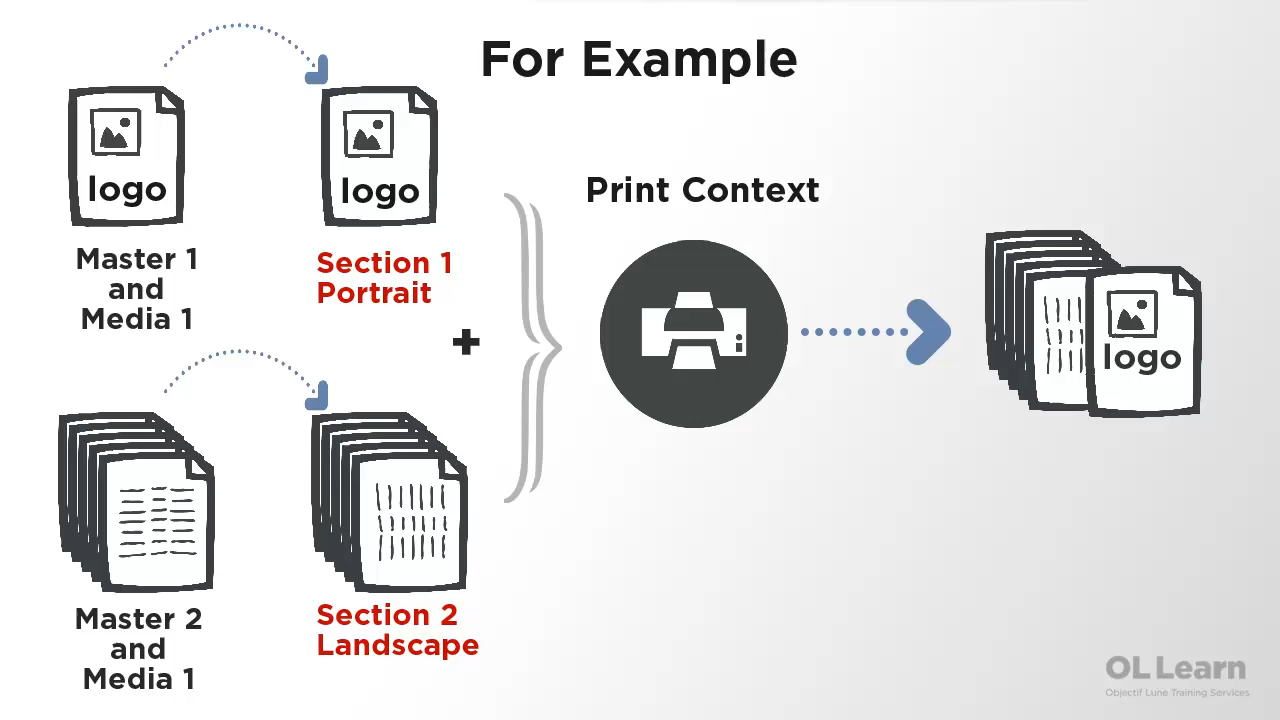 For Example
logo
logo
Master 1
and
Media 1
Section 1
Portrait
+
Print Context
logo
Master 2
and
Media 1
Section 2
Landscape
OL Learn
Objectif Lune Training Services